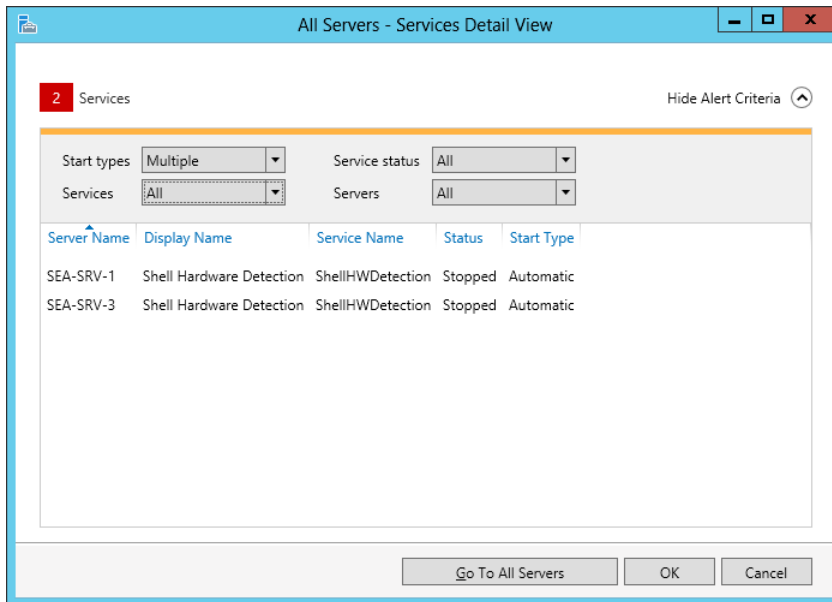 All Servers - Services Detail View
2 Services Hide Alert Criteria
Start types Multiple Service status All
Services All Servers All
Server Name Display Name Service Name Status Start Type
SEA-SRV-1 Shell Hardware Detection ShellHWDetection Stopped Automatic
SEA-SRV-3 Shell Hardware Detection ShellHWDetection Stopped Automatic
Go To All Servers OK Cancel